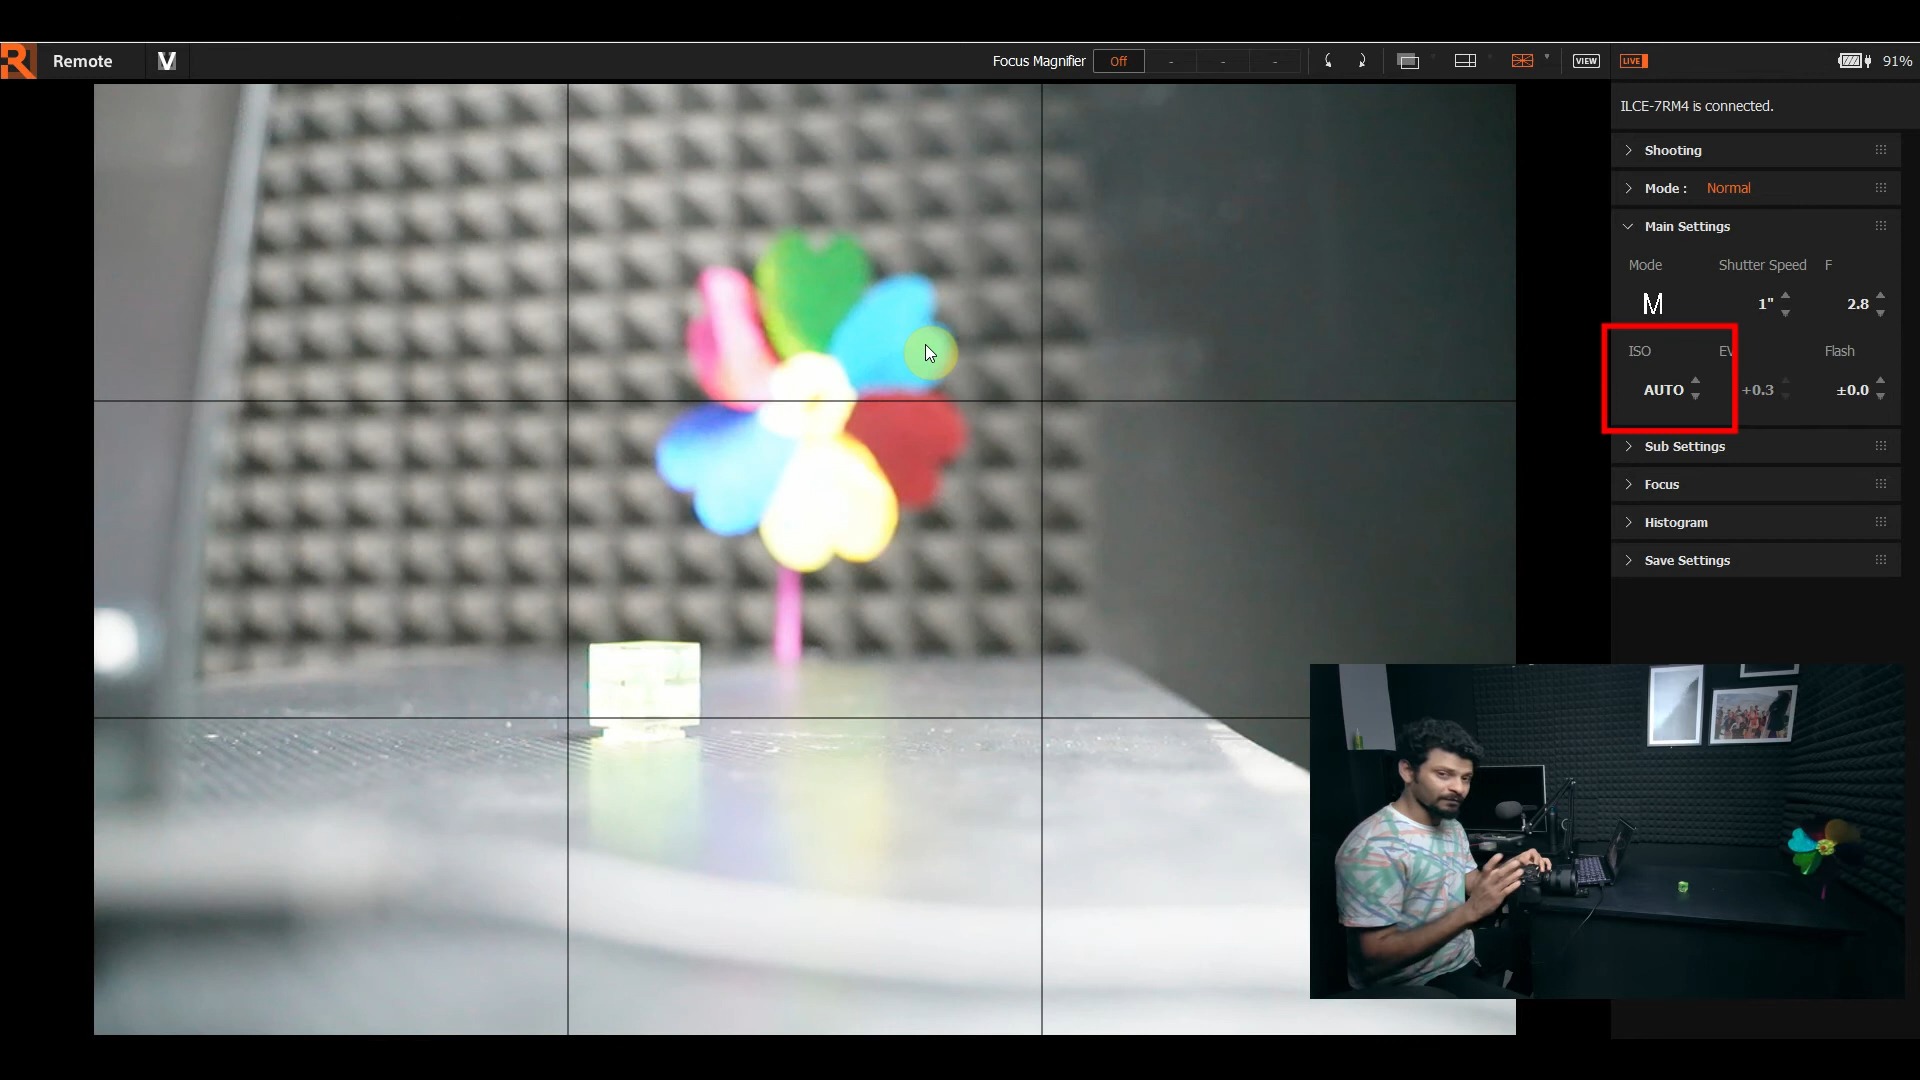 R Remote V Focus Magnifier Off - - - VIEW LIVE 91%
ILCE-7RM4 is connected.
Shooting
Mode : Normal
Main Settings
Mode Shutter Speed F
M 1" 2.8
ISO EV Flash
AUTO +0.3 ±0.0
Sub Settings
Focus
Histogram
Save Settings